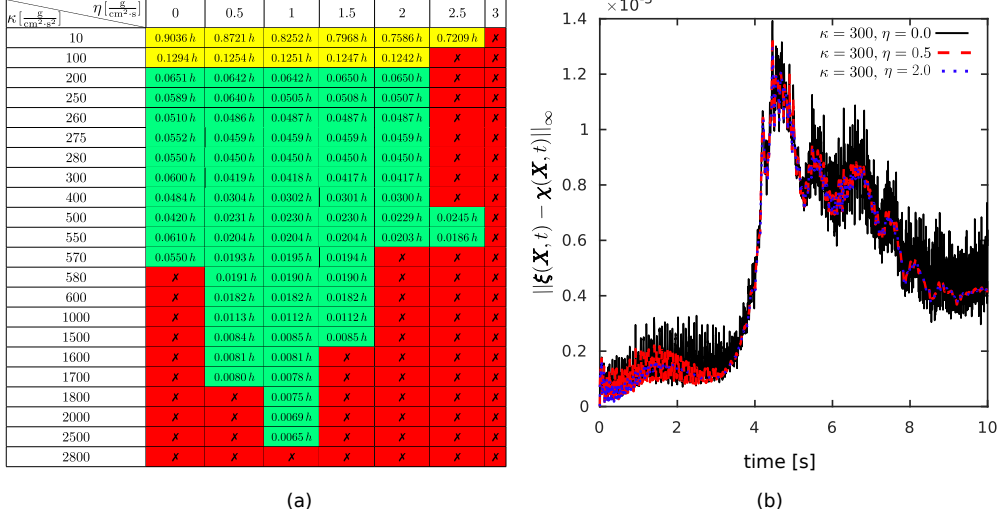 κ [g/cm²·s²] η [g/cm²·s] 0 0.5 1 1.5 2 2.5 3
10 0.9036 h 0.8721 h 0.8252 h 0.7968 h 0.7586 h 0.7209 h ✗
100 0.1294 h 0.1254 h 0.1251 h 0.1247 h 0.1242 h ✗ ✗
200 0.0651 h 0.0642 h 0.0642 h 0.0650 h 0.0650 h ✗ ✗
250 0.0589 h 0.0640 h 0.0505 h 0.0508 h 0.0507 h ✗ ✗
260 0.0510 h 0.0486 h 0.0487 h 0.0487 h 0.0487 h ✗ ✗
275 0.0552 h 0.0459 h 0.0459 h 0.0459 h 0.0459 h ✗ ✗
280 0.0550 h 0.0450 h 0.0450 h 0.0450 h 0.0450 h ✗ ✗
300 0.0600 h 0.0419 h 0.0418 h 0.0417 h 0.0417 h ✗ ✗
400 0.0484 h 0.0304 h 0.0302 h 0.0301 h 0.0300 h ✗ ✗
500 0.0420 h 0.0231 h 0.0230 h 0.0230 h 0.0229 h 0.0245 h ✗
550 0.0610 h 0.0204 h 0.0204 h 0.0204 h 0.0203 h 0.0186 h ✗
570 0.0550 h 0.0193 h 0.0195 h 0.0194 h ✗ ✗ ✗
580 ✗ 0.0191 h 0.0190 h 0.0190 h ✗ ✗ ✗
600 ✗ 0.0182 h 0.0182 h 0.0182 h ✗ ✗ ✗
1000 ✗ 0.0113 h 0.0112 h 0.0112 h ✗ ✗ ✗
1500 ✗ 0.0084 h 0.0085 h 0.0085 h ✗ ✗ ✗
1600 ✗ 0.0081 h 0.0081 h ✗ ✗ ✗ ✗
1700 ✗ 0.0080 h 0.0078 h ✗ ✗ ✗ ✗
1800 ✗ ✗ 0.0075 h ✗ ✗ ✗ ✗
2000 ✗ ✗ 0.0069 h ✗ ✗ ✗ ✗
2500 ✗ ✗ 0.0065 h ✗ ✗ ✗ ✗
2800 ✗ ✗ ✗ ✗ ✗ ✗ ✗
(a)
1.4
1.2
1
0.8
0.6
0.4
0.2
0
||ξ(X, t) − χ(X, t)||∞
κ = 300, η = 0.0
κ = 300, η = 0.5
κ = 300, η = 2.0
0 2 4 6 8 10
time [s]
(b)